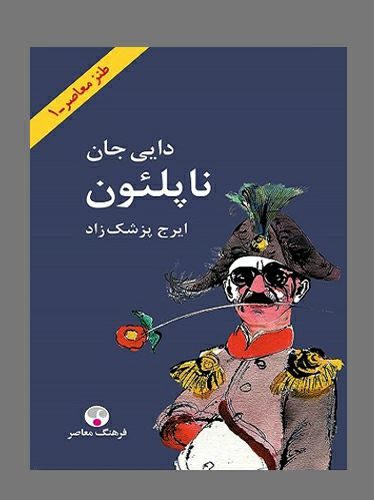 طنز معاصر-۱
دایی جان
ناپلئون
ایرج پزشک‌زاد
فرهنگ معاصر